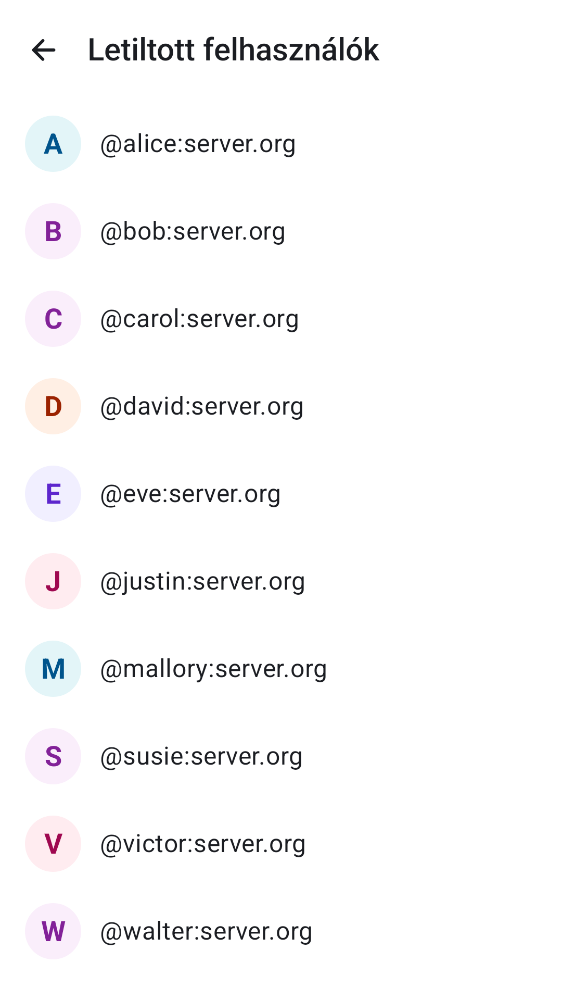 Letiltott felhasználók
A @alice:server.org
B @bob:server.org
C @carol:server.org
D @david:server.org
E @eve:server.org
J @justin:server.org
M @mallory:server.org
S @susie:server.org
V @victor:server.org
W @walter:server.org